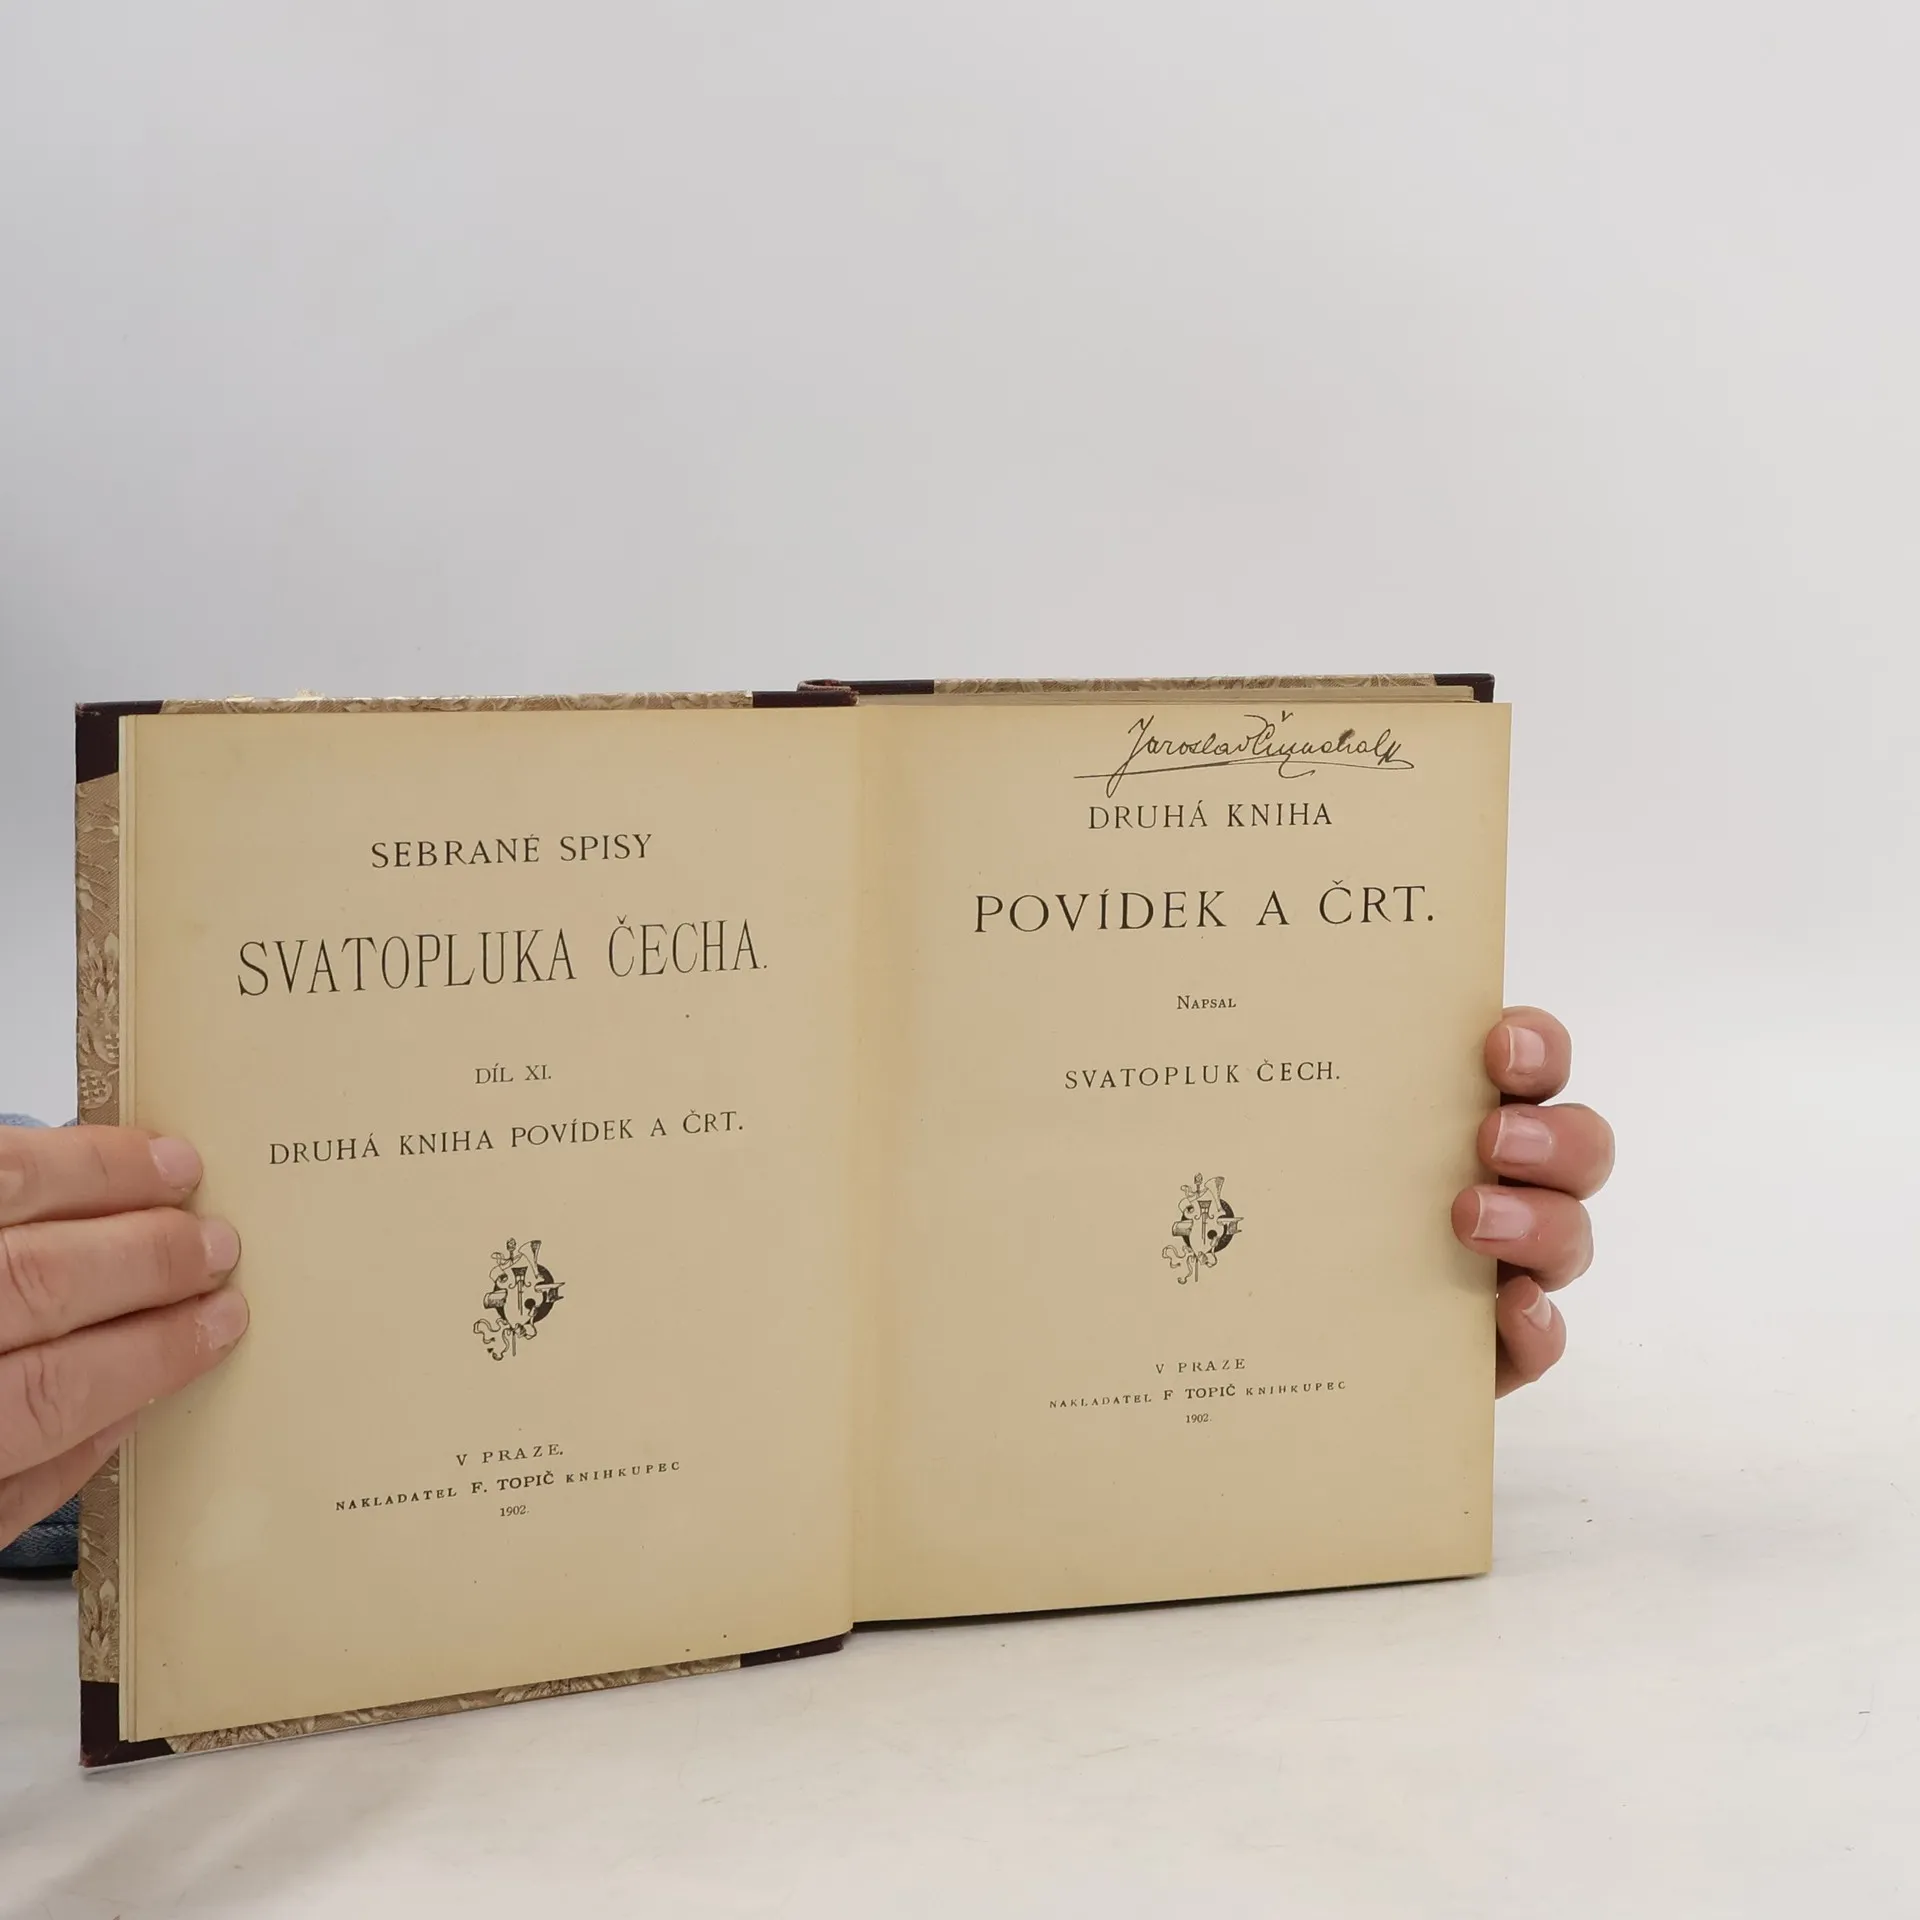 SEBRANÉ SPISY
SVATOPLUKA ČECHA.
DÍL XI.
DRUHÁ KNIHA POVÍDEK A ČRT.
V PRAZE.
NAKLADATEL F. TOPIČ KNIHKUPEC
1902.
Jaroslav
DRUHÁ KNIHA
POVÍDEK A ČRT.
NAPSAL
SVATOPLUK ČECH.
V PRAZE
NAKLADATEL F TOPIČ KNIHKUPEC
1902.